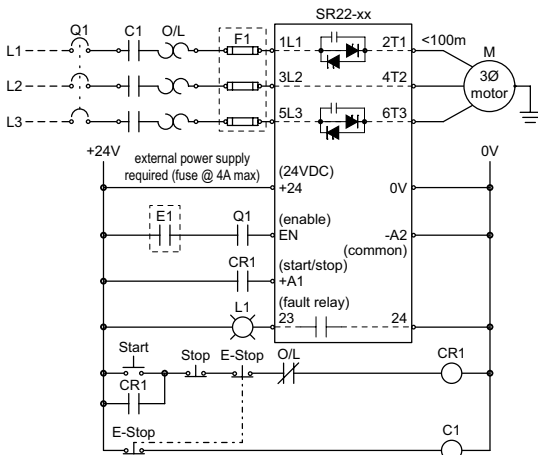 SR22-xx
Q1 C1 O/L F1
L1 1L1 2T1 <100m M
L2 3L2 4T2 3Ø motor
L3 5L3 6T3
+24V 0V
external power supply
required (fuse @ 4A max)
(24VDC)
+24 0V
E1 Q1 (enable)
EN -A2
(common)
CR1 (start/stop)
+A1
L1 (fault relay)
23 24
Start Stop E-Stop O/L CR1
CR1
E-Stop C1